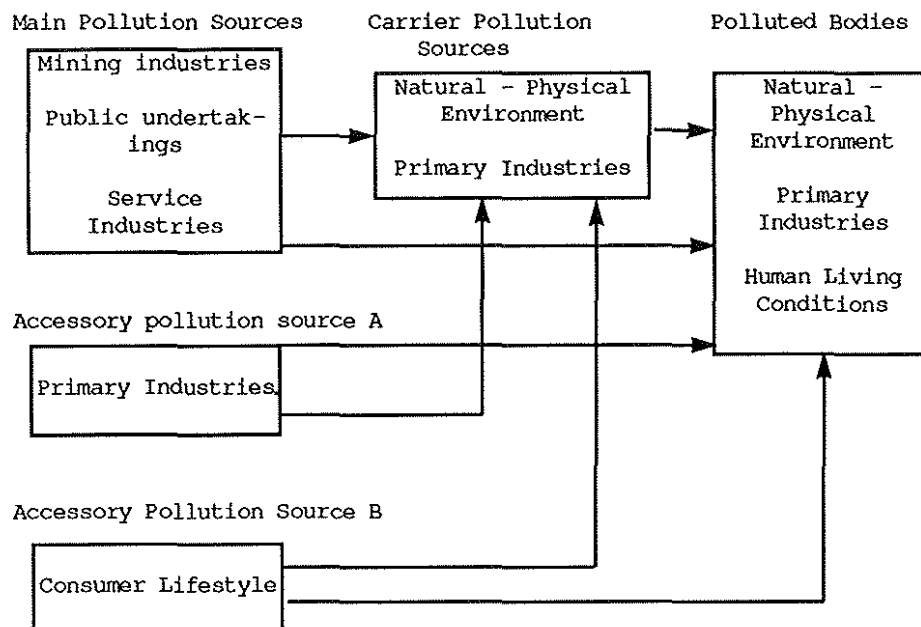 Main Pollution Sources
Mining industries
Public undertak-
ings
Service
Industries
Carrier Pollution
Sources
Natural - Physical
Environment
Primary Industries
Polluted Bodies
Natural -
Physical
Environment
Primary
Industries
Human Living
Conditions
Accessory pollution source A
Primary Industries
Accessory Pollution Source B
Consumer Lifestyle